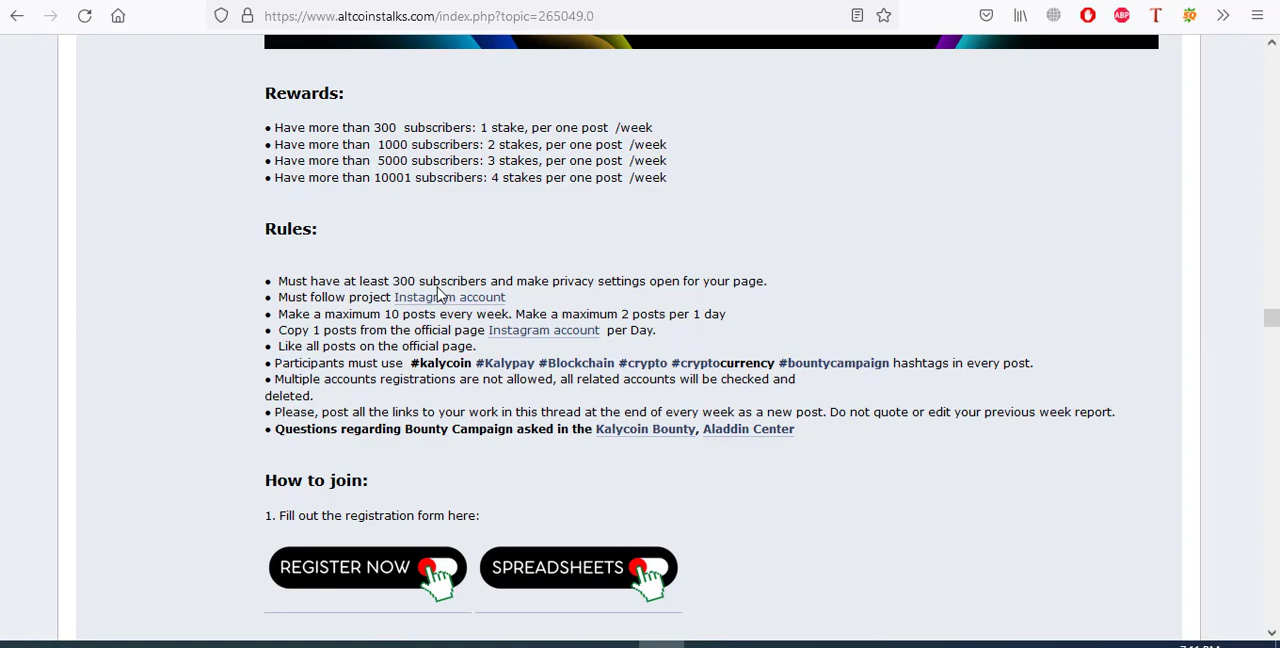 https://www.altcoinstalks.com/index.php?topic=265049.0
ABP
T
SQ
Rewards:
● Have more than 300 subscribers: 1 stake, per one post /week
● Have more than 1000 subscribers: 2 stakes, per one post /week
● Have more than 5000 subscribers: 3 stakes, per one post /week
● Have more than 10001 subscribers: 4 stakes per one post /week
Rules:
● Must have at least 300 subscribers and make privacy settings open for your page.
● Must follow project Instagram account
● Make a maximum 10 posts every week. Make a maximum 2 posts per 1 day
● Copy 1 posts from the official page Instagram account per Day.
● Like all posts on the official page.
● Participants must use #kalycoin #Kalypay #Blockchain #crypto #cryptocurrency #bountycampaign hashtags in every post.
● Multiple accounts registrations are not allowed, all related accounts will be checked and
deleted.
● Please, post all the links to your work in this thread at the end of every week as a new post. Do not quote or edit your previous week report.
● Questions regarding Bounty Campaign asked in the Kalycoin Bounty, Aladdin Center
How to join:
1. Fill out the registration form here:
REGISTER NOW SPREADSHEETS